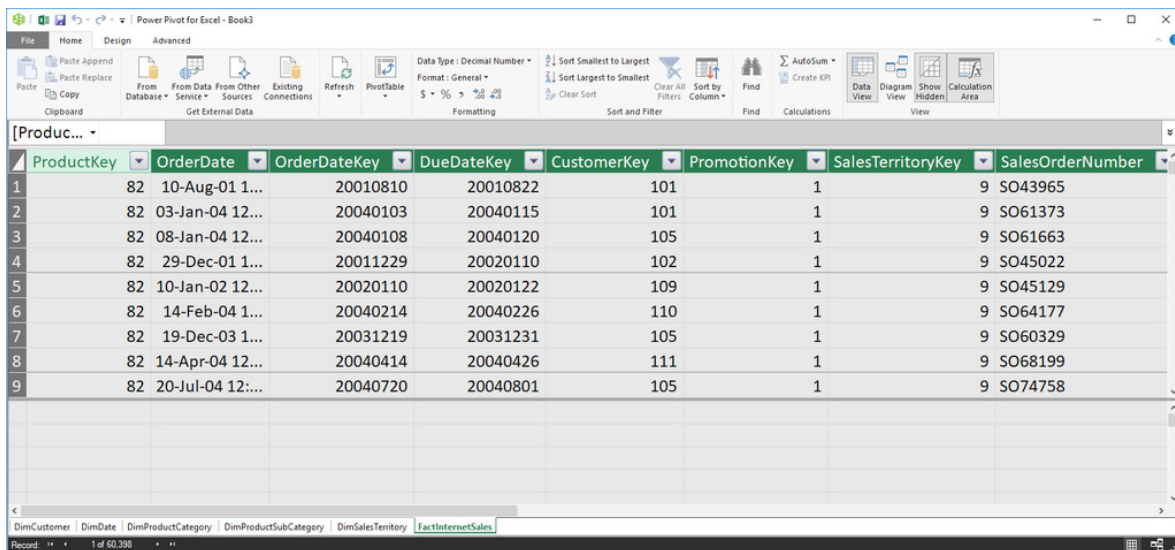 Power Pivot for Excel - Book3
File Home Design Advanced
Paste
Paste Append
Paste Replace
Copy
Clipboard
From Database
From Data Service
From Other Sources
Existing Connections
Get External Data
Refresh
PivotTable
Data Type : Decimal Number
Format : General
$ % ,
Formatting
Sort Smallest to Largest
Sort Largest to Smallest
Clear Sort
Clear All Filters
Sort by Column
Sort and Filter
Find
Find
AutoSum
Create KPI
Calculations
Data View
Diagram View
Show Hidden
Calculation Area
View
[Produc...
ProductKey OrderDate OrderDateKey DueDateKey CustomerKey PromotionKey SalesTerritoryKey SalesOrderNumber
1 82 10-Aug-01 1... 20010810 20010822 101 1 9 SO43965
2 82 03-Jan-04 12... 20040103 20040115 101 1 9 SO61373
3 82 08-Jan-04 12... 20040108 20040120 105 1 9 SO61663
4 82 29-Dec-01 1... 20011229 20020110 102 1 9 SO45022
5 82 10-Jan-02 12... 20020110 20020122 109 1 9 SO45129
6 82 14-Feb-04 1... 20040214 20040226 110 1 9 SO64177
7 82 19-Dec-03 1... 20031219 20031231 105 1 9 SO60329
8 82 14-Apr-04 12... 20040414 20040426 111 1 9 SO68199
9 82 20-Jul-04 12:... 20040720 20040801 105 1 9 SO74758
DimCustomer DimDate DimProductCategory DimProductSubCategory DimSalesTerritory FactInternetSales
Record: 1 of 60,398